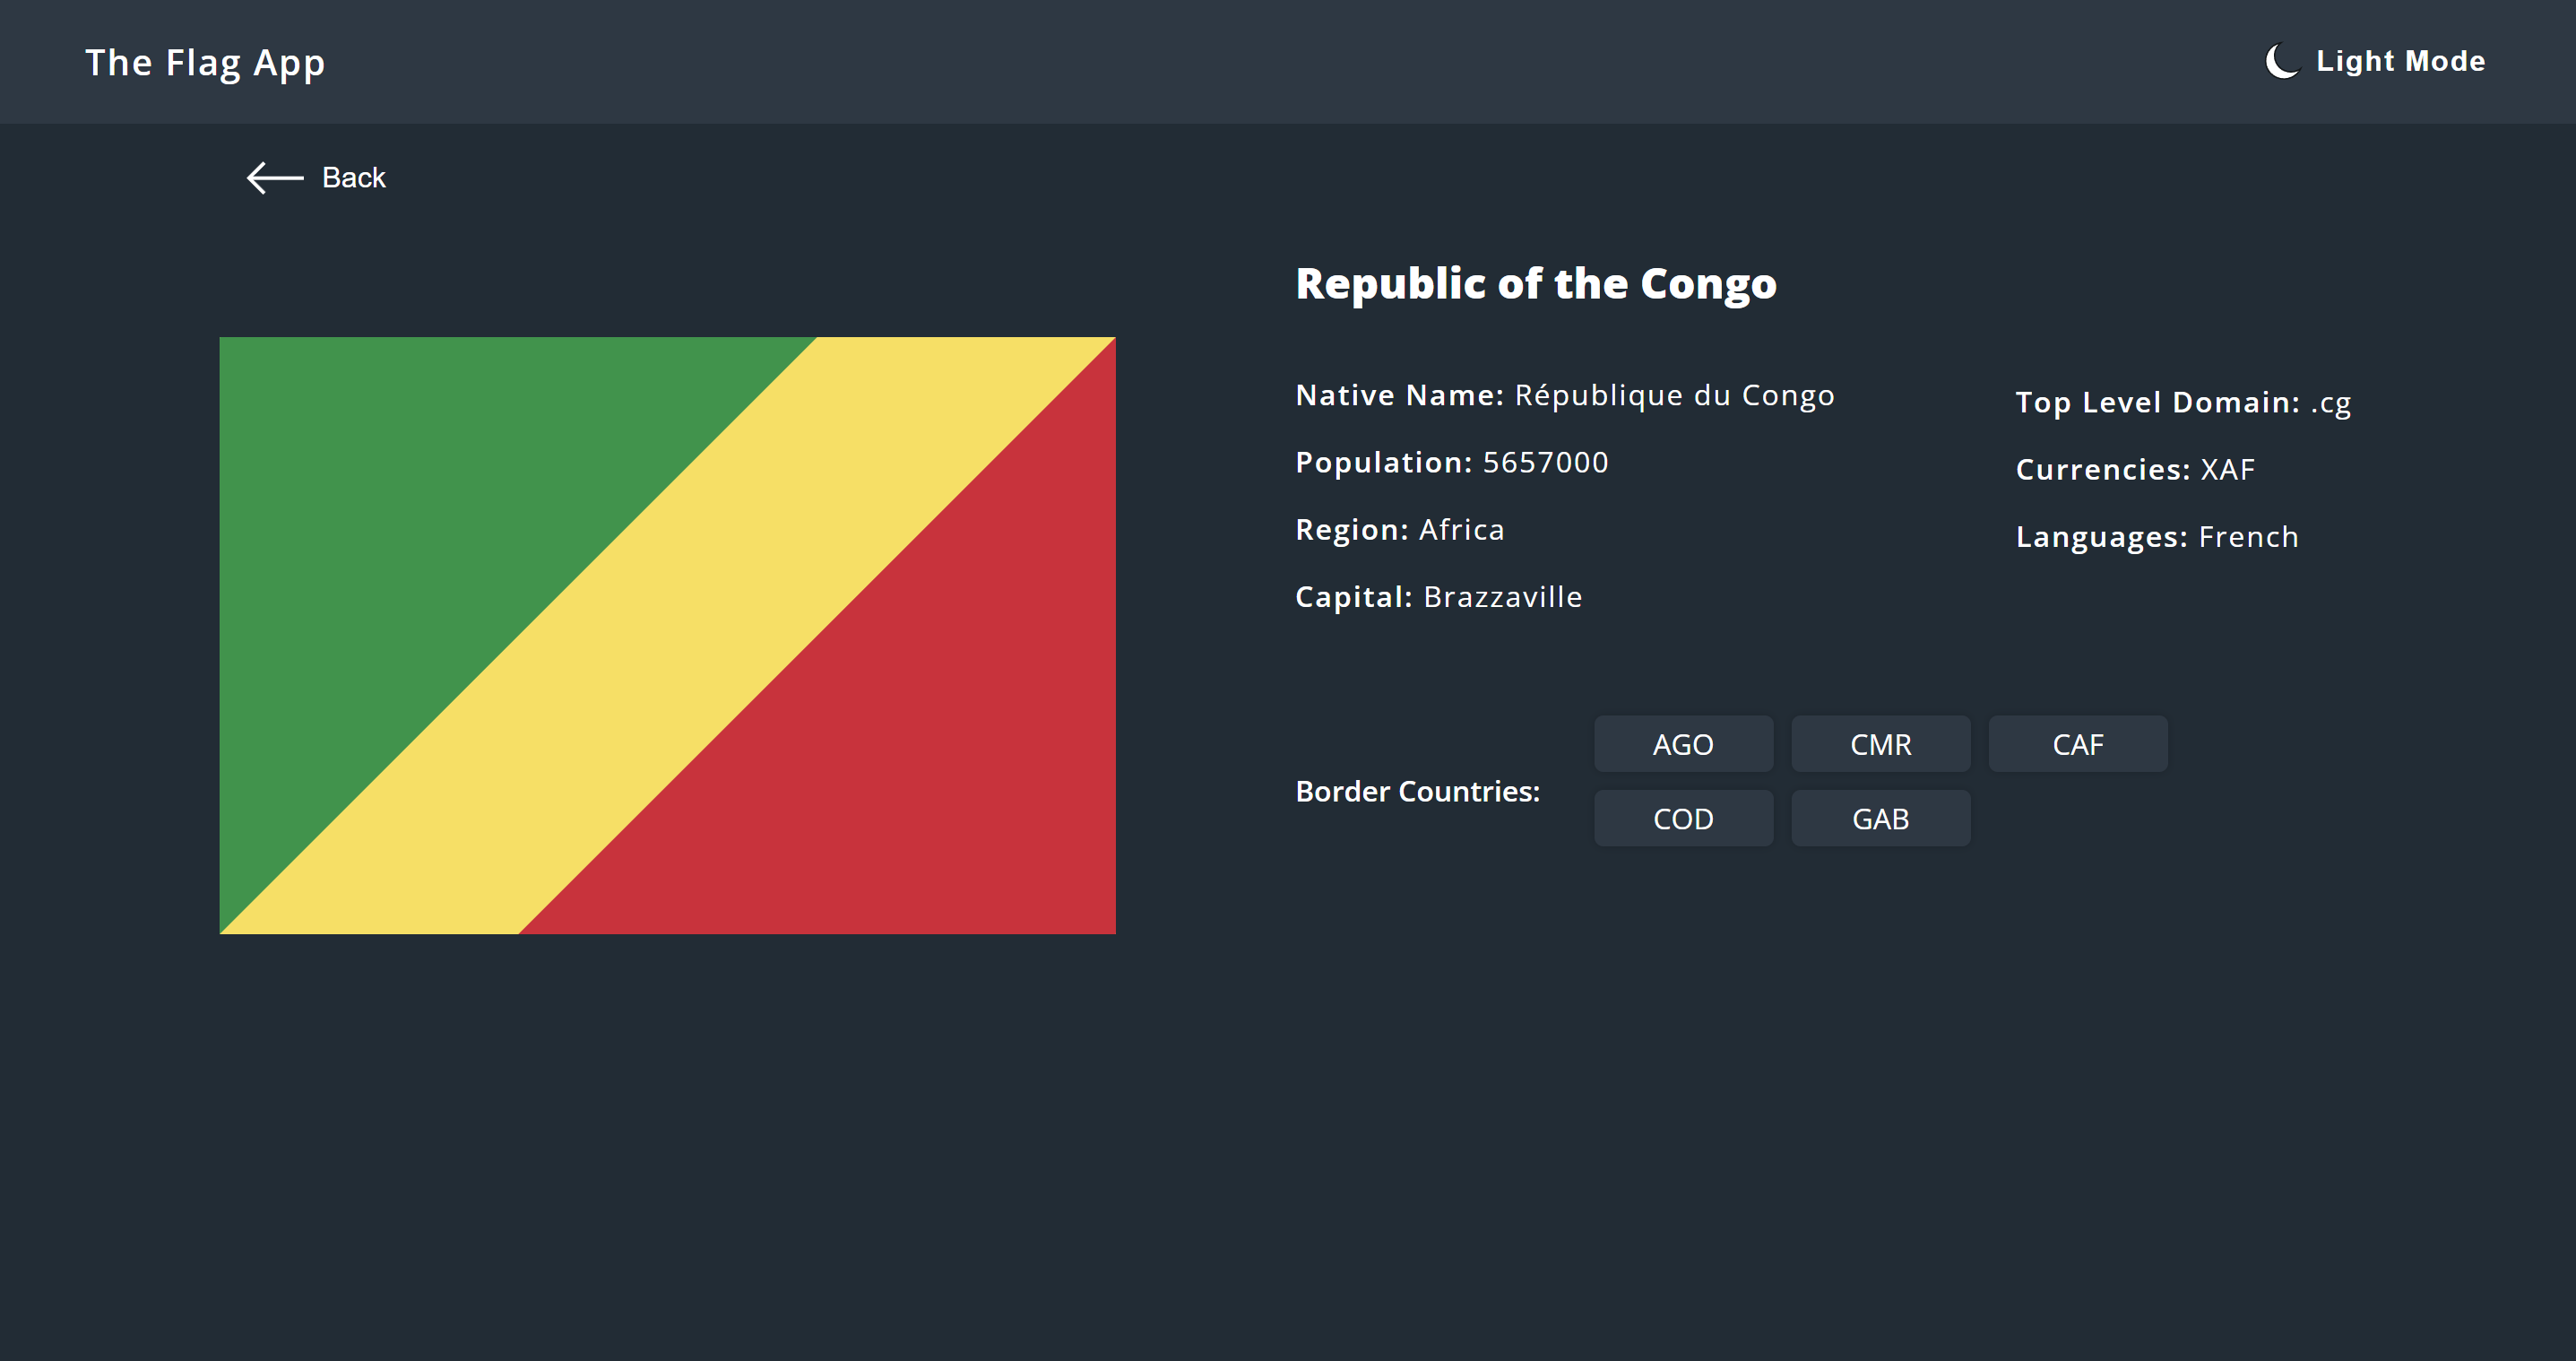 The Flag App
Light Mode
Back
Republic of the Congo
Native Name: République du Congo
Population: 5657000
Region: Africa
Capital: Brazzaville
Top Level Domain: .cg
Currencies: XAF
Languages: French
Border Countries:
AGO CMR CAF
COD GAB